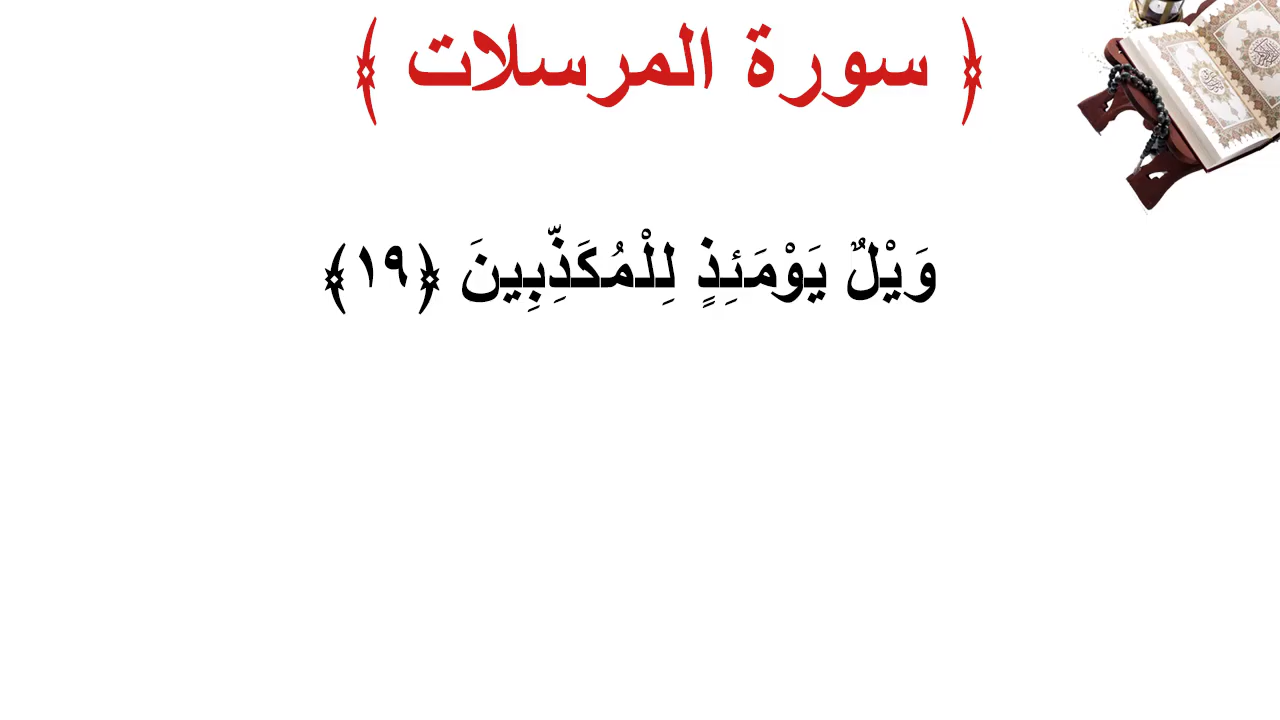 ﴿ سورة المرسلات ﴾
وَيْلٌ يَوْمَئِذٍ لِلْمُكَذِّبِينَ ﴿١٩﴾